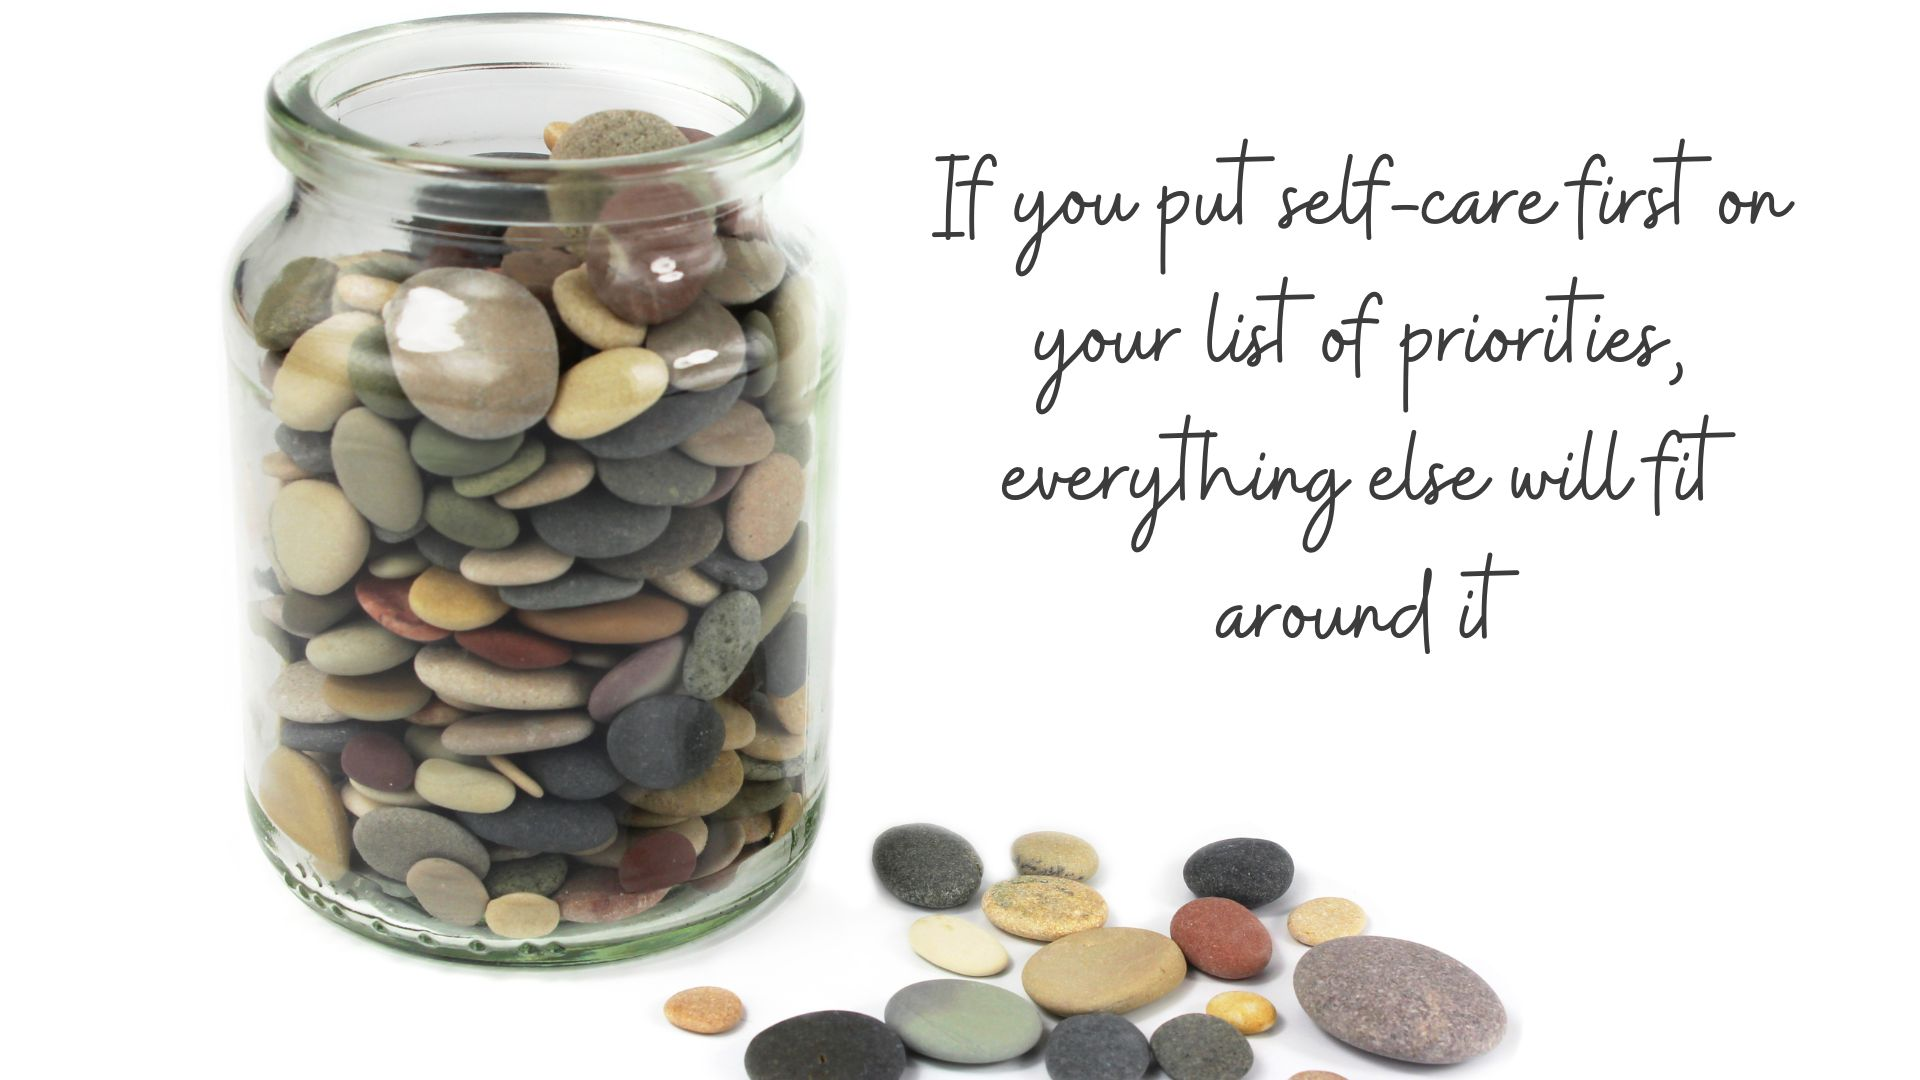 If you put self-care first on
your list of priorities,
everything else will fit
around it